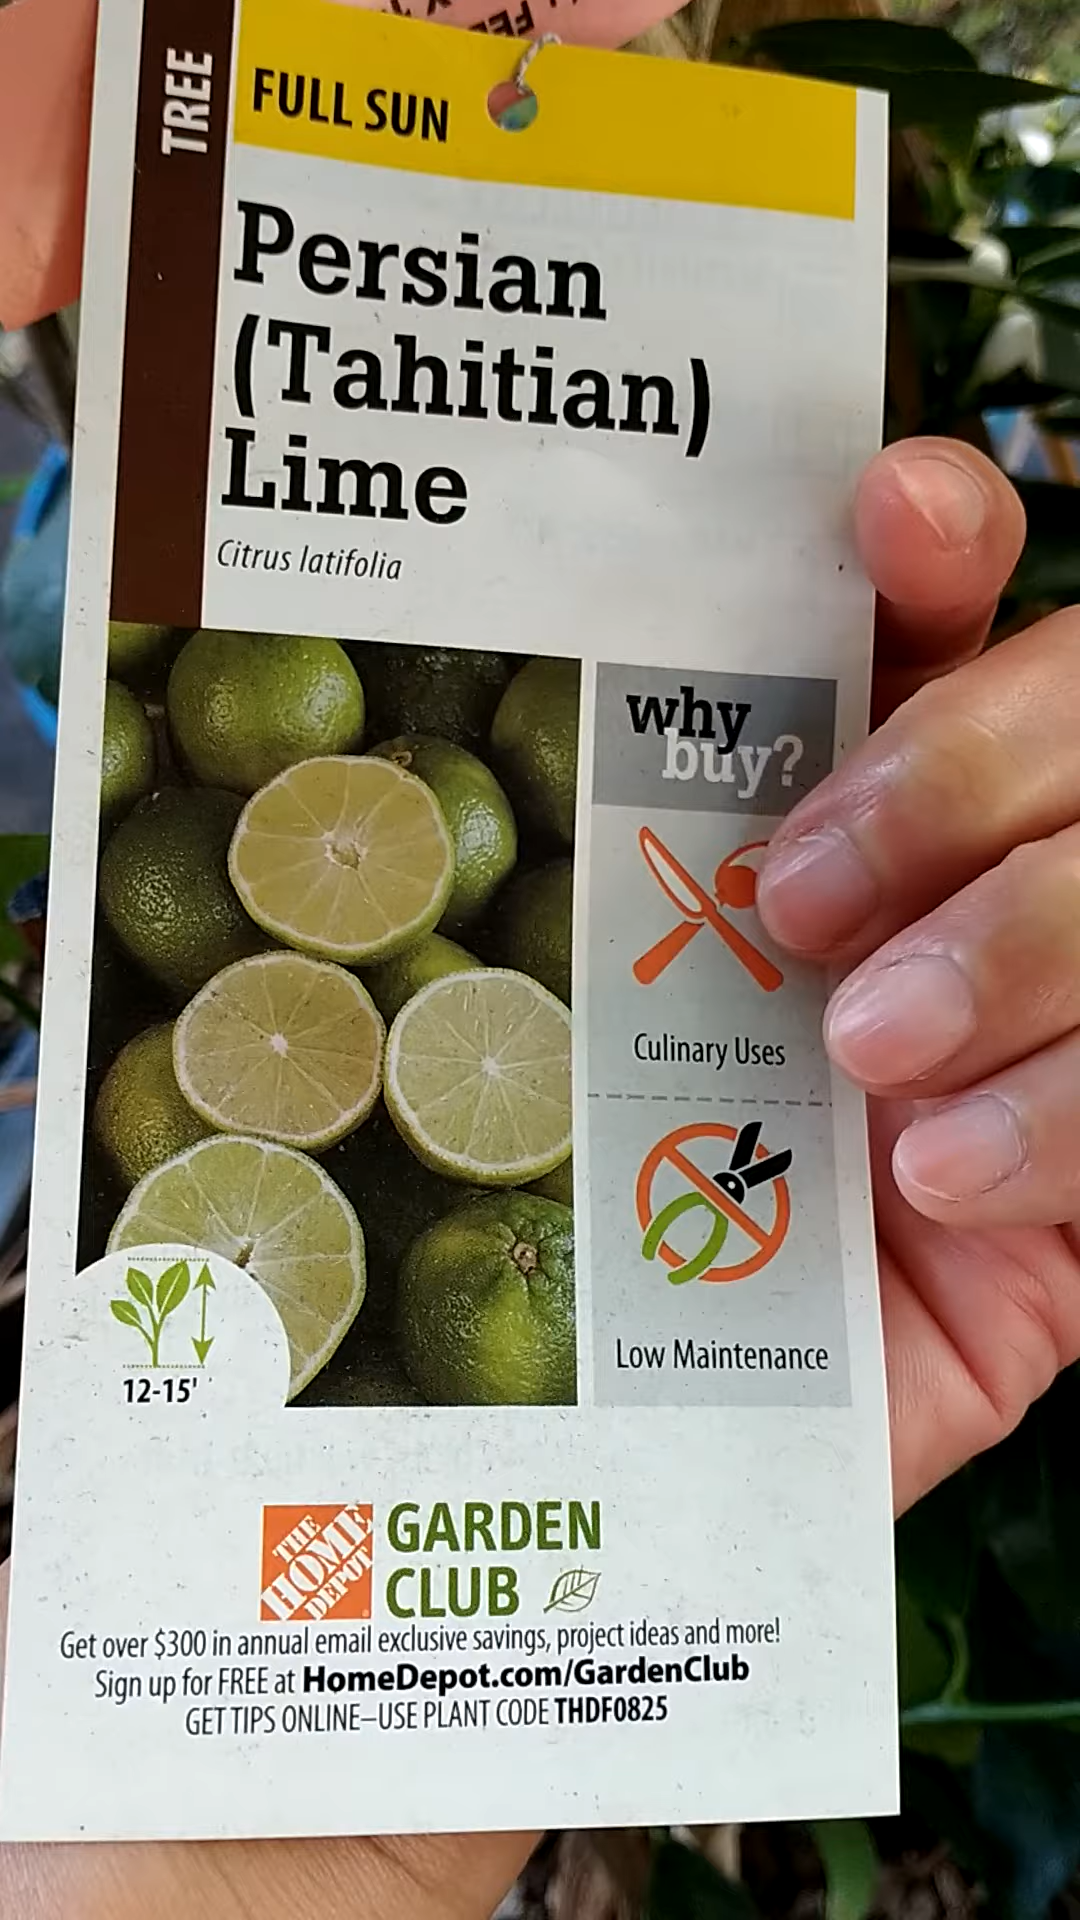 TREE
FULL SUN
Persian
(Tahitian)
Lime
Citrus latifolia
why
buy?
Culinary Uses
Low Maintenance
12-15'
THE
HOME
DEPOT
GARDEN
CLUB
Get over $300 in annual email exclusive savings, project ideas and more!
Sign up for FREE at HomeDepot.com/GardenClub
GET TIPS ONLINE–USE PLANT CODE THDF0825